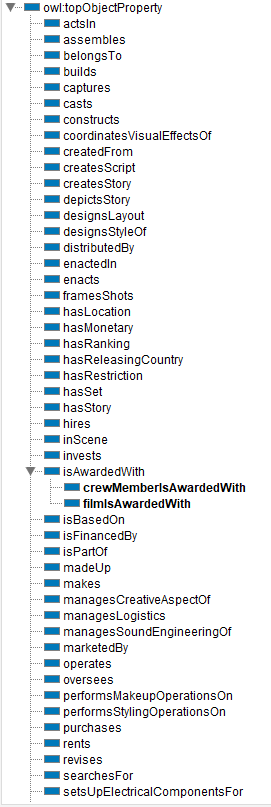 owl:topObjectProperty
actsIn
assembles
belongsTo
builds
captures
casts
constructs
coordinatesVisualEffectsOf
createdFrom
createsScript
createsStory
depictsStory
designsLayout
designsStyleOf
distributedBy
enactedIn
enacts
framesShots
hasLocation
hasMonetary
hasRanking
hasReleasingCountry
hasRestriction
hasSet
hasStory
hires
inScene
invests
isAwardedWith
crewMemberIsAwardedWith
filmIsAwardedWith
isBasedOn
isFinancedBy
isPartOf
madeUp
makes
managesCreativeAspectOf
managesLogistics
managesSoundEngineeringOf
marketedBy
operates
oversees
performsMakeupOperationsOn
performsStylingOperationsOn
purchases
rents
revises
searchesFor
setsUpElectricalComponentsFor